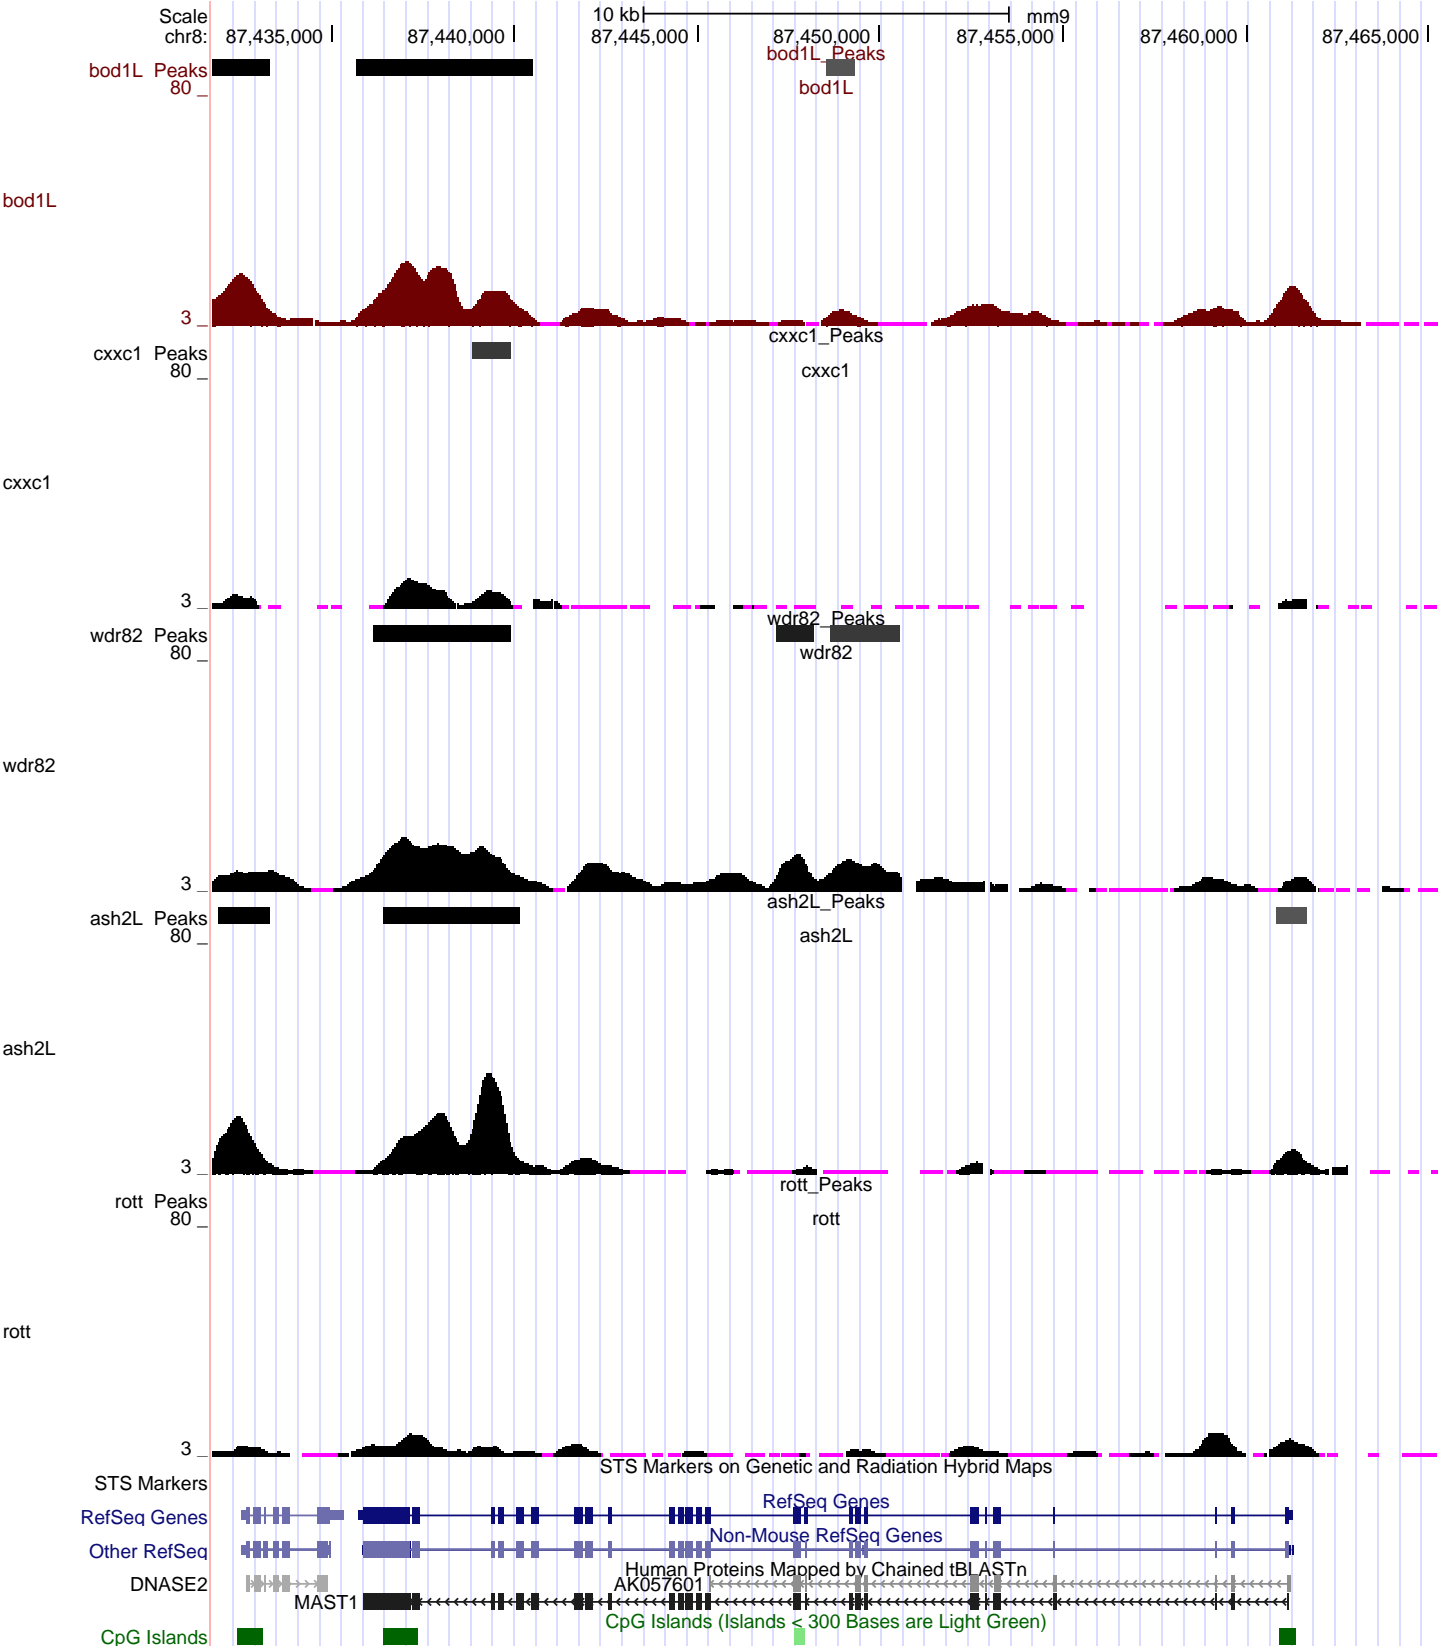 Scale 10 kb mm9
chr8: 87,435,000 87,440,000 87,445,000 87,450,000 87,455,000 87,460,000 87,465,000
bod1L_Peaks
bod1L Peaks
80 _ bod1L
bod1L
3 _
cxxc1_Peaks
cxxc1 Peaks
80 _ cxxc1
cxxc1
3 _
wdr82_Peaks
wdr82 Peaks
80 _ wdr82
wdr82
3 _
ash2L_Peaks
ash2L Peaks
80 _ ash2L
ash2L
3 _
rott_Peaks
rott Peaks
80 _ rott
rott
3 _
STS Markers on Genetic and Radiation Hybrid Maps
STS Markers
RefSeq Genes
RefSeq Genes
Non-Mouse RefSeq Genes
Other RefSeq
Human Proteins Mapped by Chained tBLASTn
DNASE2 AK057601
MAST1
CpG Islands (Islands < 300 Bases are Light Green)
CpG Islands